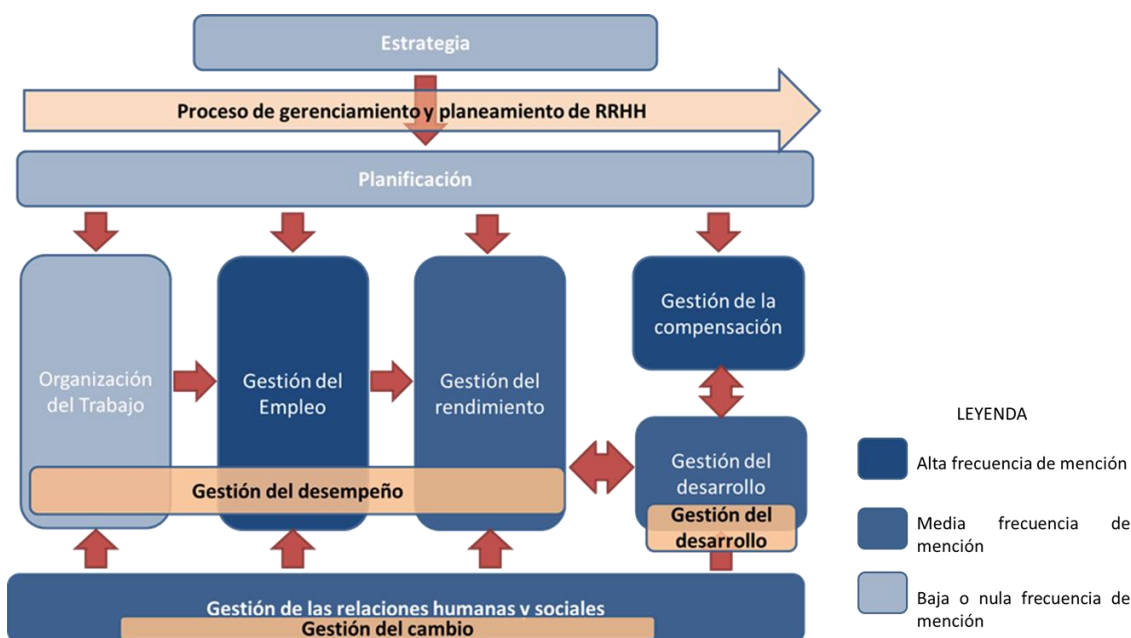 Estrategia
Proceso de gerenciamiento y planeamiento de RRHH
Planificación
Organización
del Trabajo
Gestión del
Empleo
Gestión del
rendimiento
Gestión de la
compensación
Gestión del
desarrollo
Gestión del desempeño
Gestión del
desarrollo
Gestión de las relaciones humanas y sociales
Gestión del cambio
LEYENDA
Alta frecuencia de mención
Media frecuencia de
mención
Baja o nula frecuencia de
mención